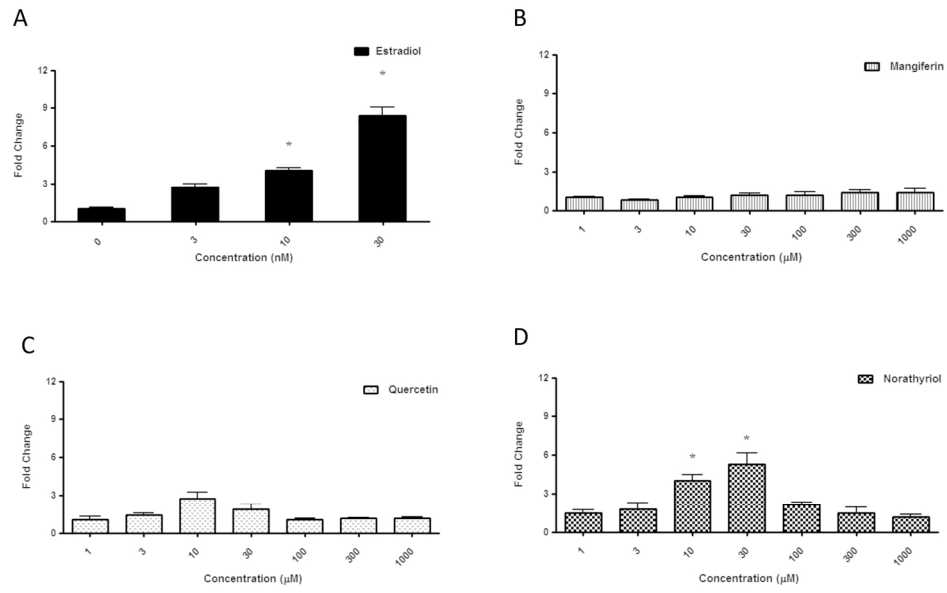 A
Estradiol
*
*
12
9
6
3
0
Fold Change
0 3 10 30
Concentration (nM)
B
Mangiferin
12
9
6
3
0
Fold Change
1 3 10 30 100 300 1000
Concentration (μM)
C
Quercetin
12
9
6
3
0
Fold Change
1 3 10 30 100 300 1000
Concentration (μM)
D
Norathyriol
*
*
12
9
6
3
0
Fold Change
1 3 10 30 100 300 1000
Concentration (μM)